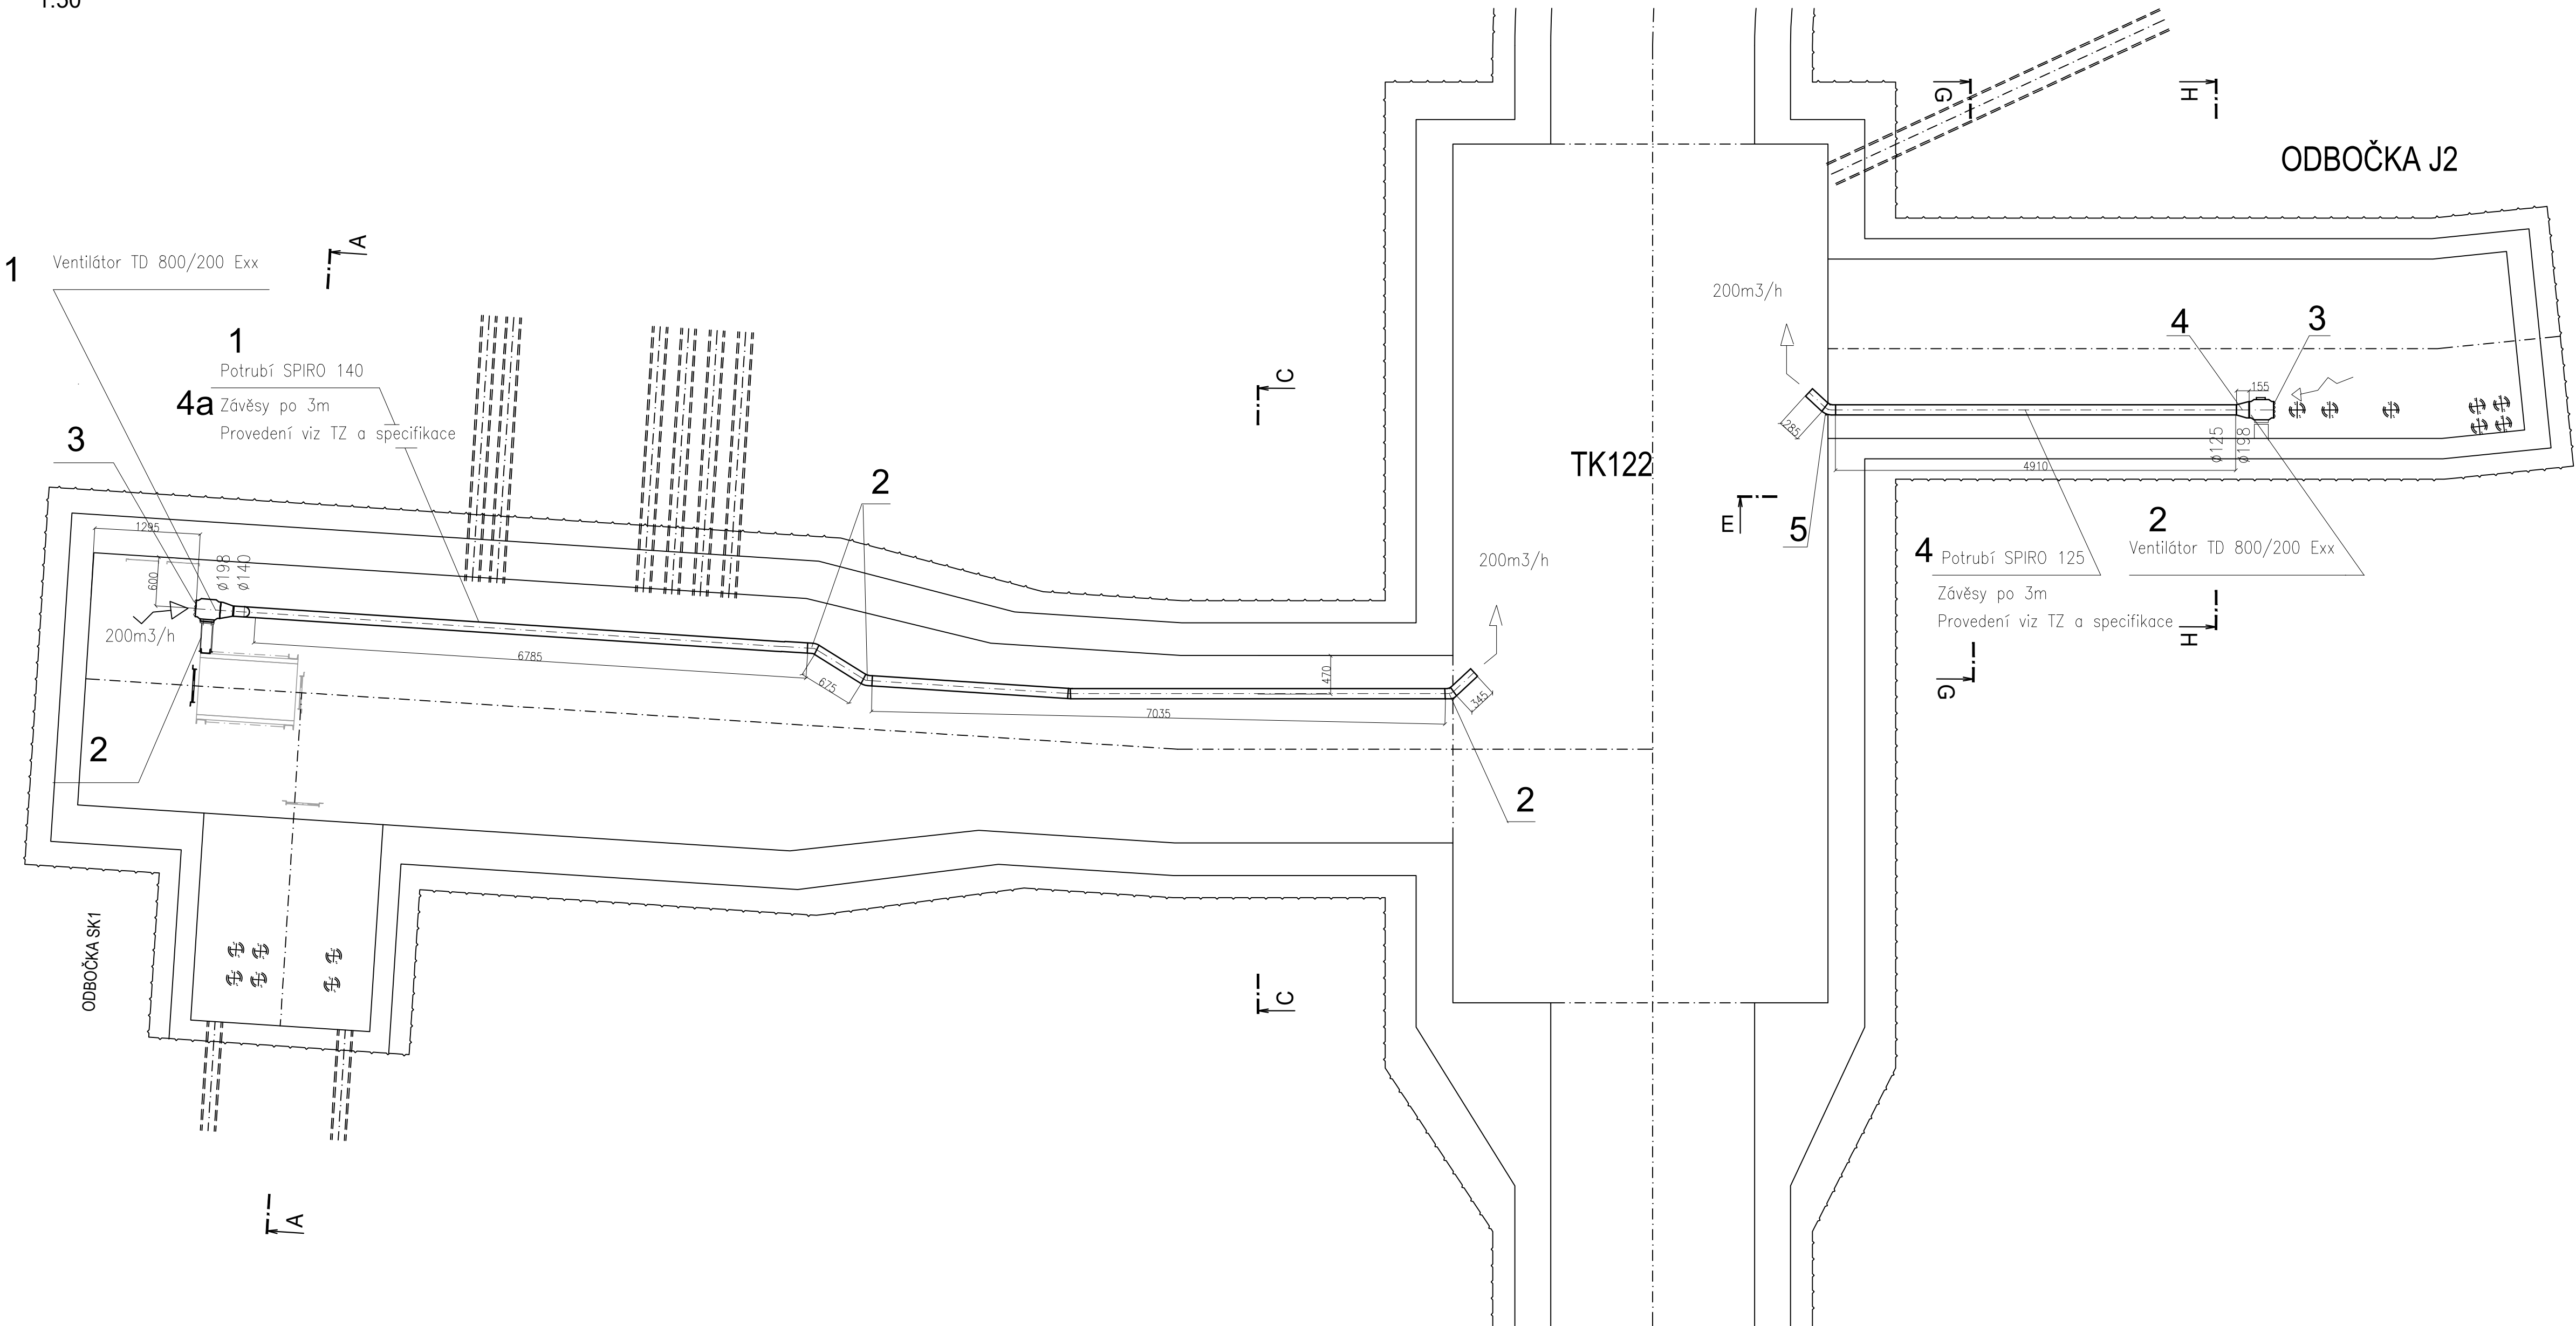 1:50
G
H
ODBOČKA J2
A
1
Ventilátor TD 800/200 Exx
200m3/h
1
Potrubí SPIRO 140
4a
Závěsy po 3m
Provedení viz TZ a specifikace
3
C
4
3
155
285
ø125
ø198
4910
TK122
2
E
5
2
Ventilátor TD 800/200 Exx
4
Potrubí SPIRO 125
Závěsy po 3m
Provedení viz TZ a specifikace
H
G
1295
600
ø198
ø140
200m3/h
200m3/h
6785
675
470
7035
345
2
2
ODBOČKA SK1
C
A